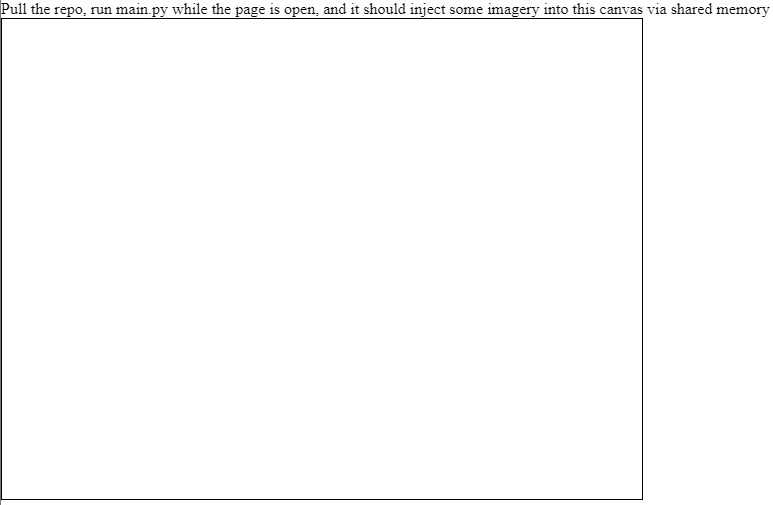 Pull the repo, run main.py while the page is open, and it should inject some imagery into this canvas via shared memory